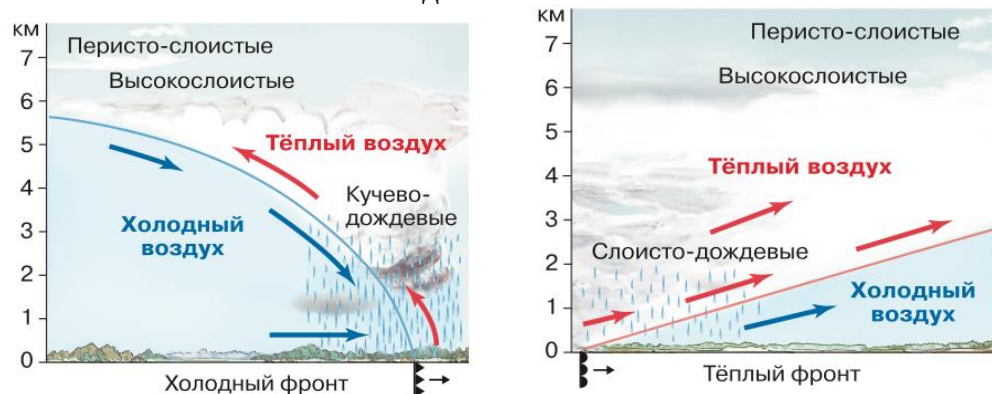 км
7
6
5
4
3
2
1
0
Перисто-слоистые
Высокослоистые
Тёплый воздух
Кучево-
дождевые
Холодный
воздух
Холодный фронт
км
7
6
5
4
3
2
1
0
Перисто-слоистые
Высокослоистые
Тёплый воздух
Слоисто-дождевые
Холодный
воздух
Тёплый фронт